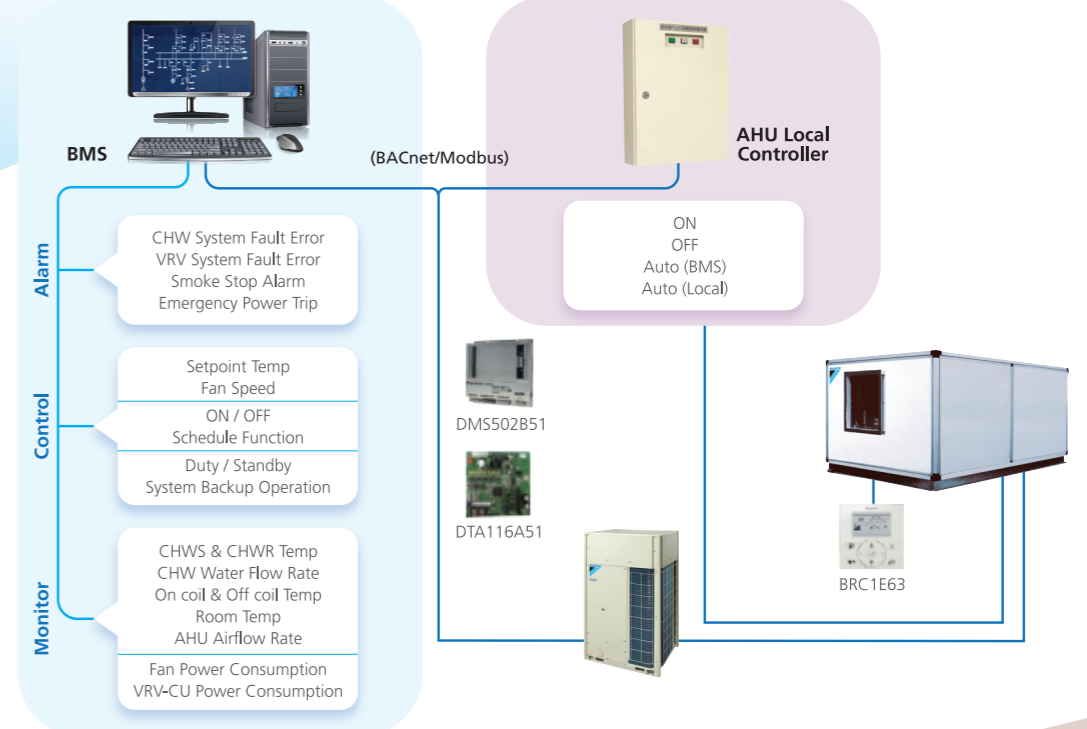 BMS
(BACnet/Modbus)
AHU Local
Controller
Alarm
CHW System Fault Error
VRV System Fault Error
Smoke Stop Alarm
Emergency Power Trip
ON
OFF
Auto (BMS)
Auto (Local)
Control
Setpoint Temp
Fan Speed
ON / OFF
Schedule Function
Duty / Standby
System Backup Operation
DMS502B51
DTA116A51
BRC1E63
Monitor
CHWS & CHWR Temp
CHW Water Flow Rate
On coil & Off coil Temp
Room Temp
AHU Airflow Rate
Fan Power Consumption
VRV-CU Power Consumption